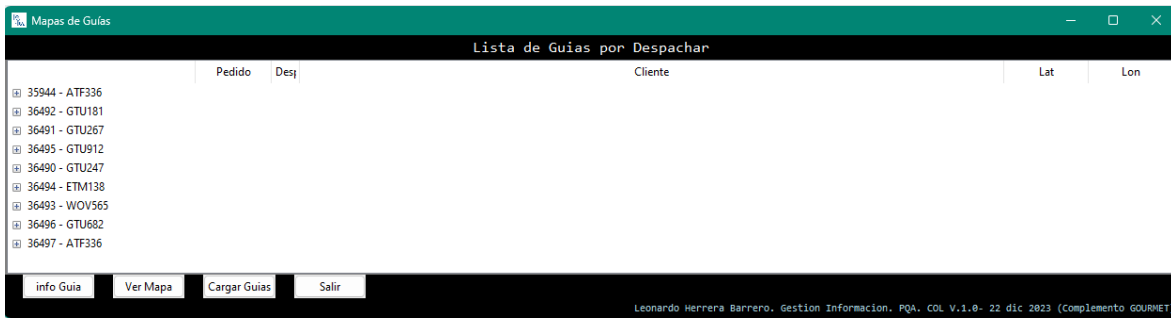 Mapas de Guías
Lista de Guias por Despachar
Pedido Desp Cliente Lat Lon
35944 - ATF336
36492 - GTU181
36491 - GTU267
36495 - GTU912
36490 - GTU247
36494 - ETM138
36493 - WOV565
36496 - GTU682
36497 - ATF336
info Guia Ver Mapa Cargar Guias Salir
Leonardo Herrera Barrero. Gestion Informacion. PQA. COL V.1.0- 22 dic 2023 (Complemento GOURMET